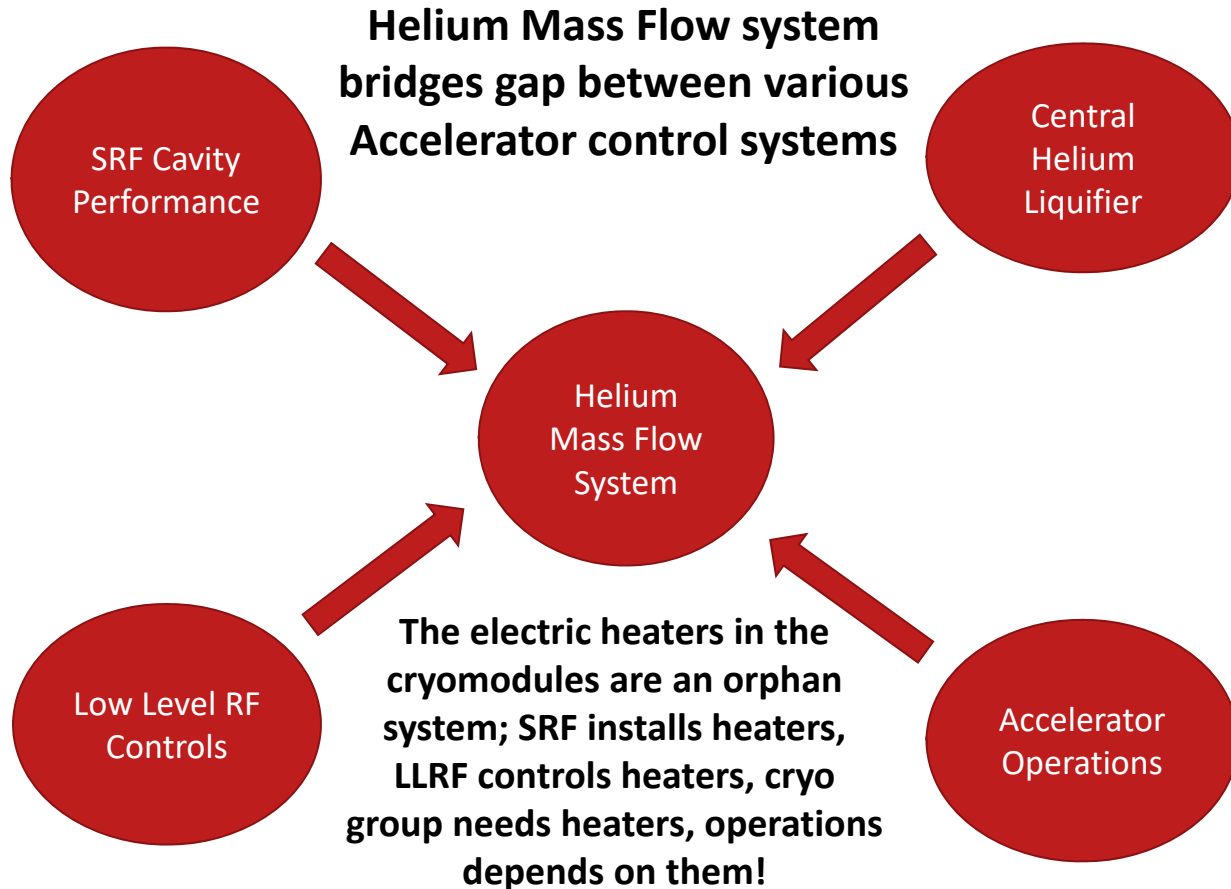 Helium Mass Flow system
bridges gap between various
Accelerator control systems
SRF Cavity
Performance
Central
Helium
Liquifier
Helium
Mass Flow
System
Low Level RF
Controls
The electric heaters in the
cryomodules are an orphan
system; SRF installs heaters,
LLRF controls heaters, cryo
group needs heaters, operations
depends on them!
Accelerator
Operations